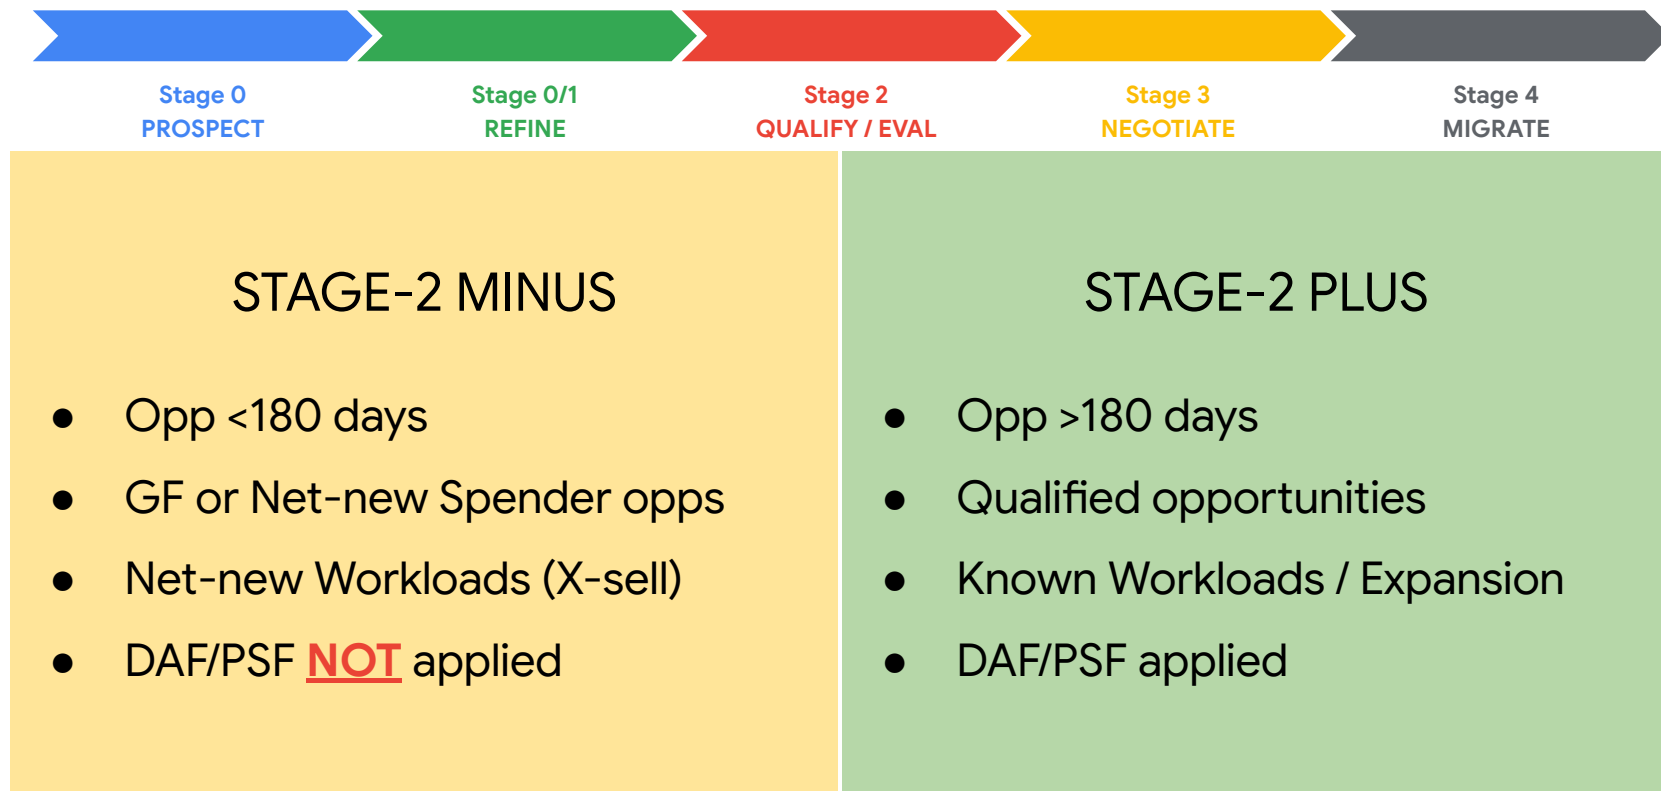 Stage 0
PROSPECT
Stage 0/1
REFINE
Stage 2
QUALIFY / EVAL
Stage 3
NEGOTIATE
Stage 4
MIGRATE
STAGE-2 MINUS
● Opp <180 days
● GF or Net-new Spender opps
● Net-new Workloads (X-sell)
● DAF/PSF NOT applied
STAGE-2 PLUS
● Opp >180 days
● Qualified opportunities
● Known Workloads / Expansion
● DAF/PSF applied